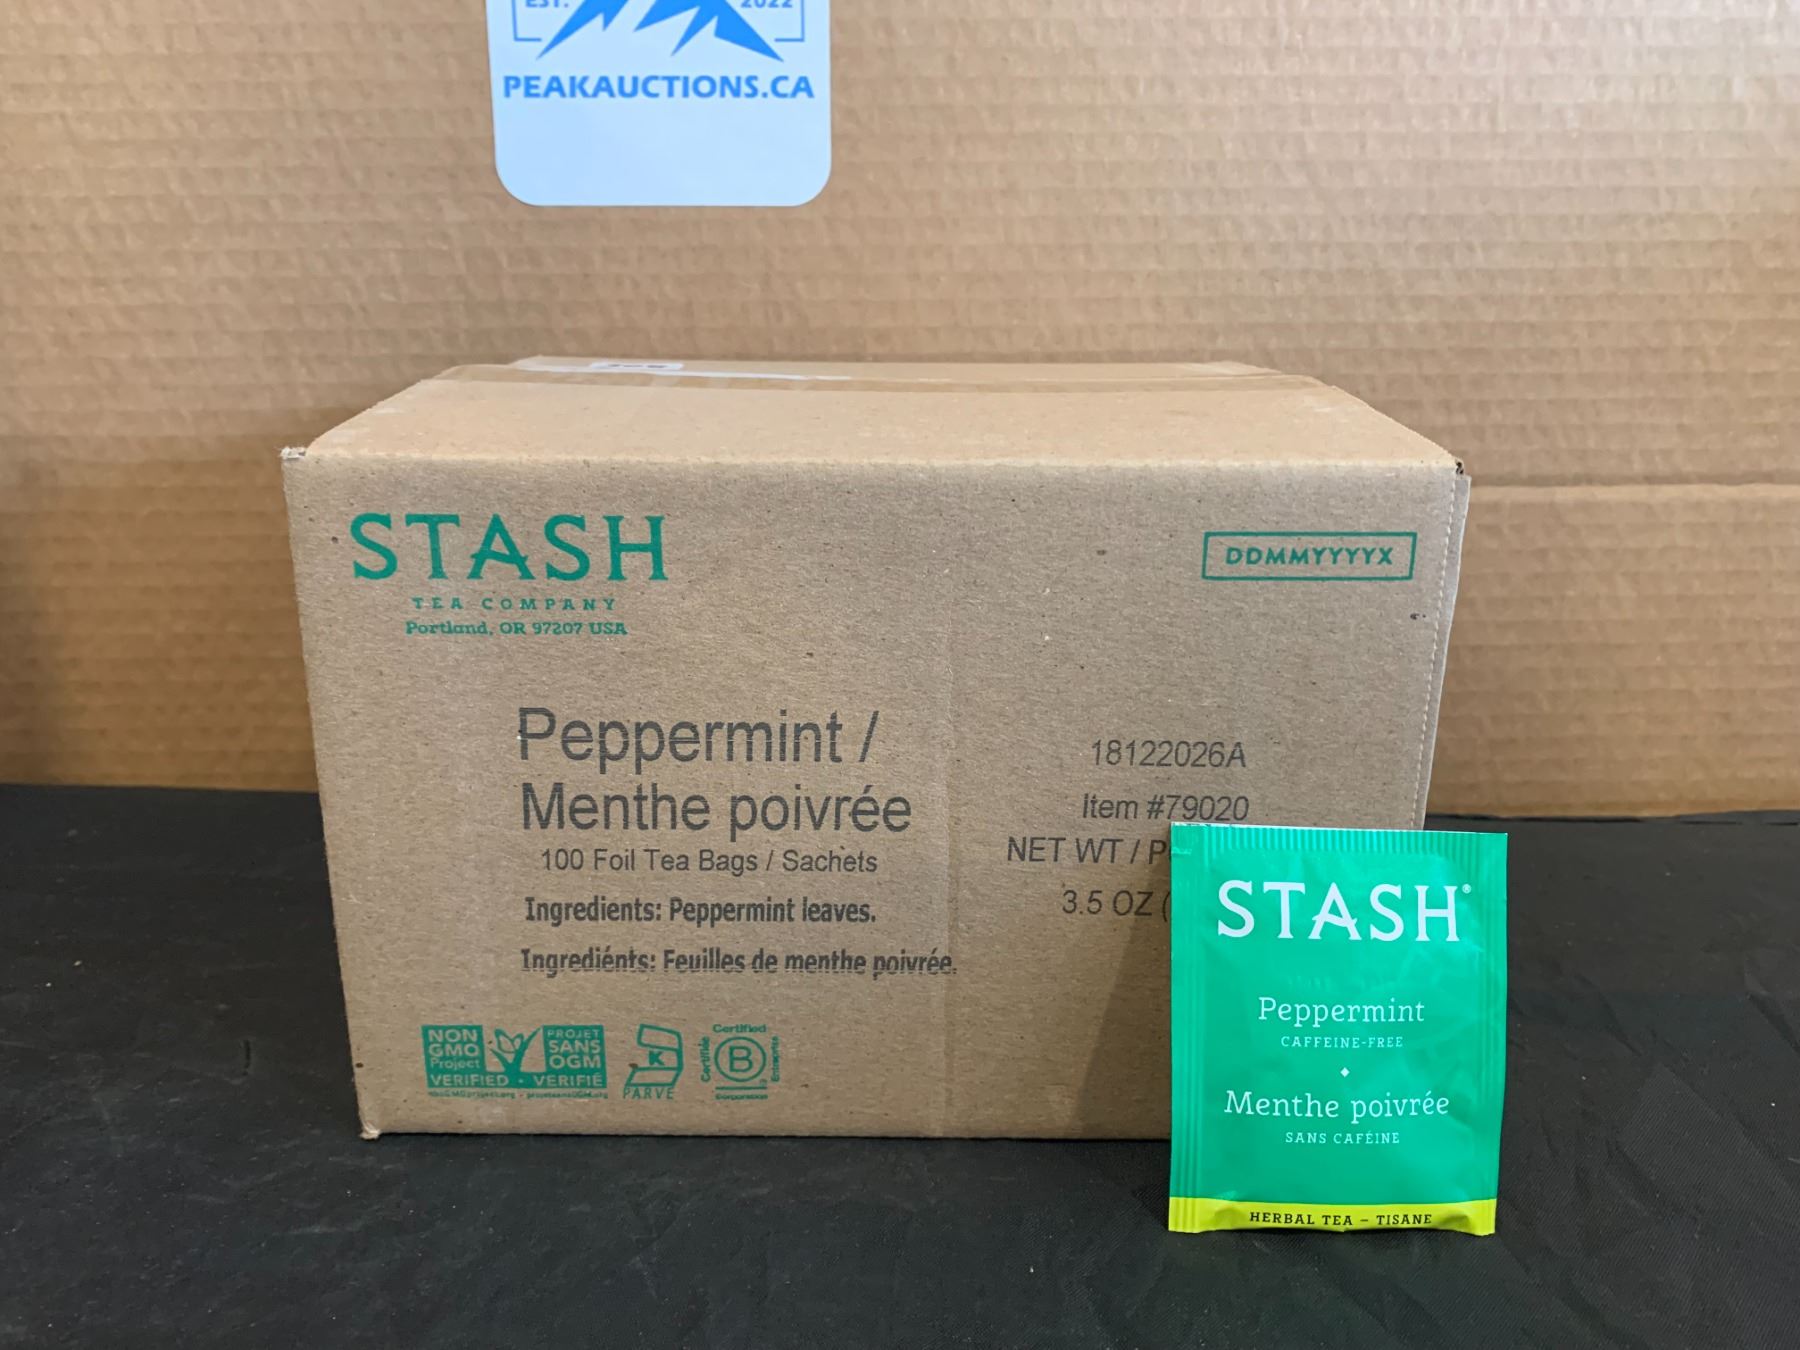 EST. 2022
PEAKAUCTIONS.CA
STASH
TEA COMPANY
Portland, OR 97207 USA
DDMMYYYYX
Peppermint /
Menthe poivrée
100 Foil Tea Bags / Sachets
Ingredients: Peppermint leaves.
Ingrediénts: Feuilles de menthe poivrée.
18122026A
Item #79020
NET WT / P
3.5 OZ (
NON
GMO
Project
VERIFIED • VERIFIÉ
PROJET
SANS
OGM
K
PARVE
Certified
Certifiée
B
Entreprise
Corporation
STASH®
Peppermint
CAFFEINE-FREE
Menthe poivrée
SANS CAFÉINE
HERBAL TEA – TISANE